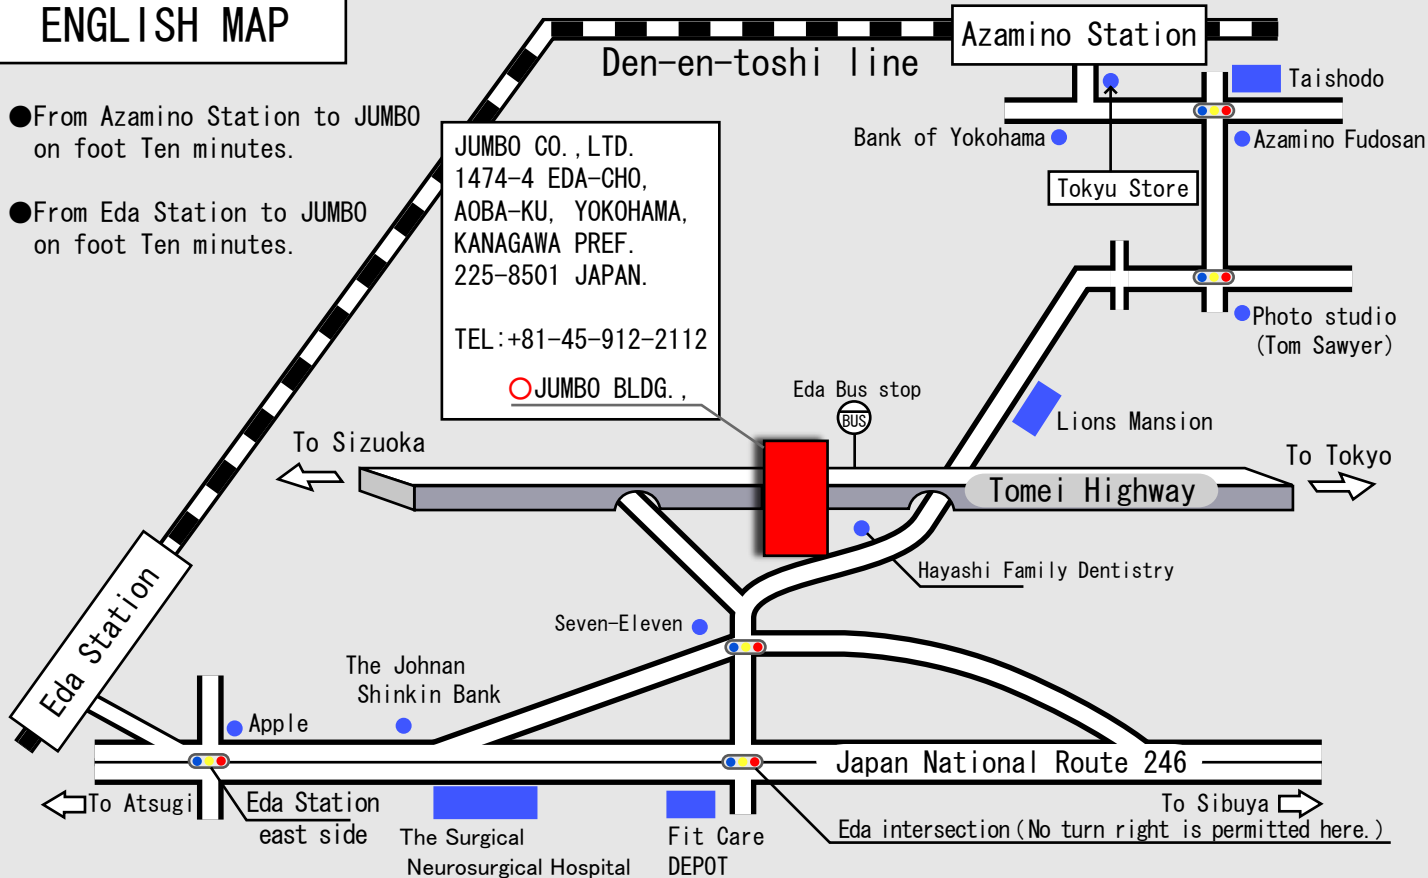 ENGLISH MAP
Azamino Station
Den-en-toshi line
Taishodo
●From Azamino Station to JUMBO
on foot Ten minutes.
●From Eda Station to JUMBO
on foot Ten minutes.
Bank of Yokohama
Azamino Fudosan
Tokyu Store
JUMBO CO.,LTD.
1474-4 EDA-CHO,
AOBA-KU, YOKOHAMA,
KANAGAWA PREF.
225-8501 JAPAN.
TEL:+81-45-912-2112
○JUMBO BLDG.,
Photo studio
(Tom Sawyer)
Eda Bus stop
BUS
Lions Mansion
To Sizuoka
To Tokyo
Tomei Highway
Hayashi Family Dentistry
Eda Station
Seven-Eleven
The Johnan
Shinkin Bank
Apple
Japan National Route 246
To Atsugi
Eda Station
east side
To Sibuya
The Surgical
Neurosurgical Hospital
Fit Care
DEPOT
Eda intersection(No turn right is permitted here.)